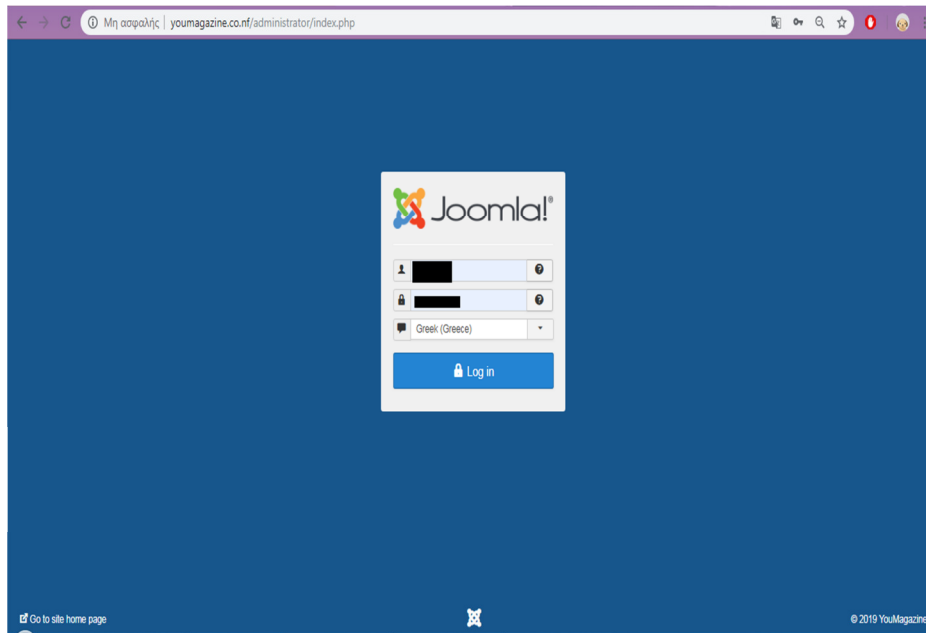 Μη ασφαλής | youmagazine.co.nf/administrator/index.php
Joomla!®
Greek (Greece)
Log in
Go to site home page
© 2019 YouMagazine